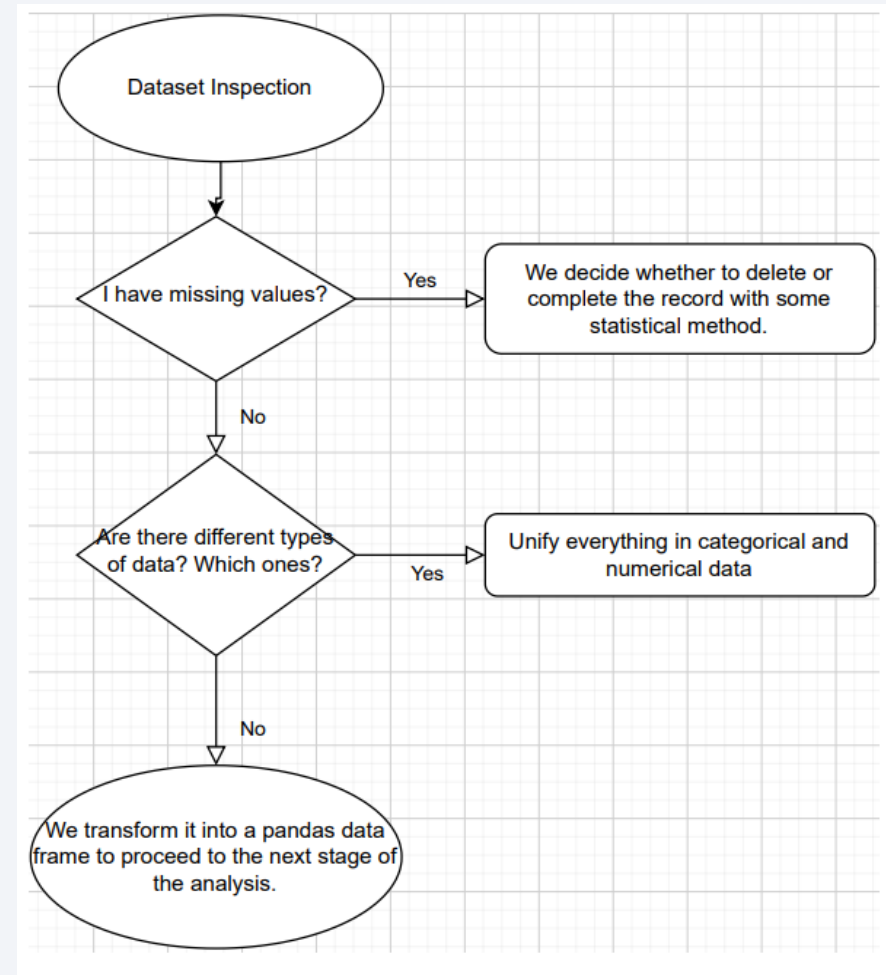 Dataset Inspection
I have missing values?
Yes
We decide whether to delete or
complete the record with some
statistical method.
No
Are there different types
of data? Which ones?
Yes
Unify everything in categorical and
numerical data
No
We transform it into a pandas data
frame to proceed to the next stage of
the analysis.